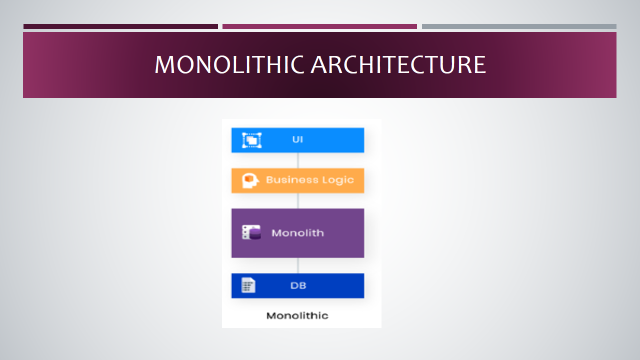 MONOLITHIC ARCHITECTURE
UI
Business Logic
Monolith
DB
Monolithic